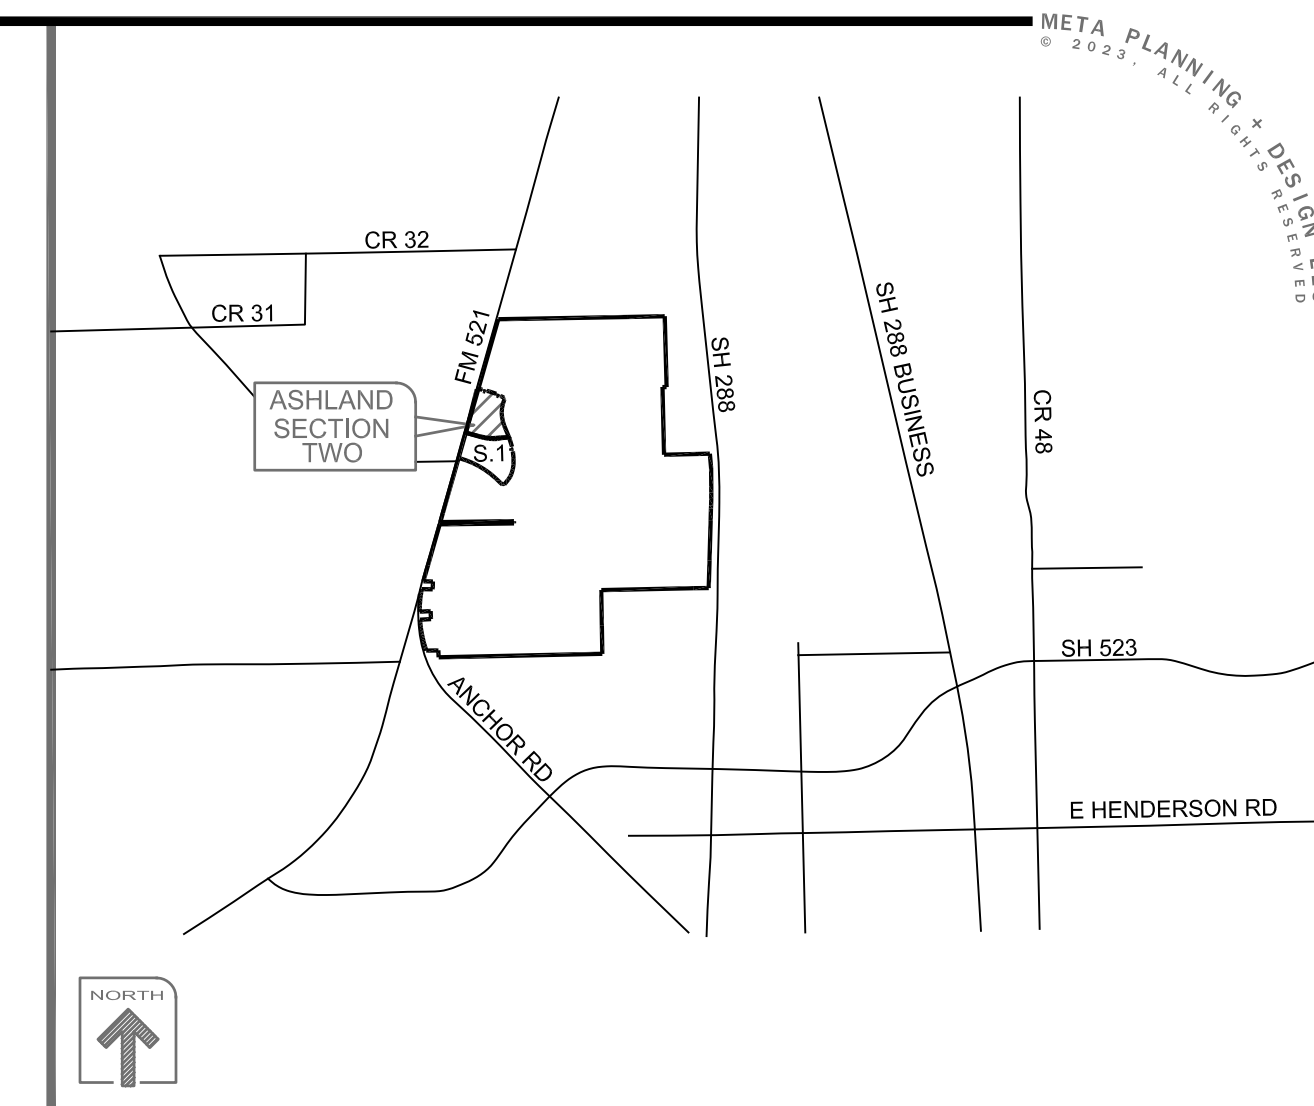 META PLANNING + DESIGN
© 2023, ALL RIGHTS RESERVED
CR 32
CR 31
FM 521
SH 288
SH 288 BUSINESS
CR 48
ASHLAND
SECTION
TWO
S.1
SH 523
ANCHOR RD
E HENDERSON RD
NORTH